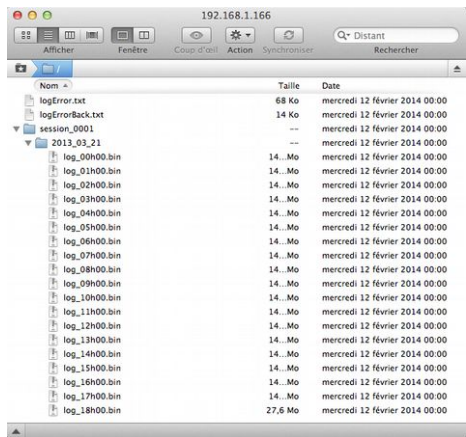 192.168.1.166
Distant
Afficher Fenêtre Coup d'œil Action Synchroniser Rechercher
/
Nom Taille Date
logError.txt 68 Ko mercredi 12 février 2014 00:00
logErrorBack.txt 14 Ko mercredi 12 février 2014 00:00
session_0001 -- mercredi 12 février 2014 00:00
2013_03_21 -- mercredi 12 février 2014 00:00
log_00h00.bin 14...Mo mercredi 12 février 2014 00:00
log_01h00.bin 14...Mo mercredi 12 février 2014 00:00
log_02h00.bin 14...Mo mercredi 12 février 2014 00:00
log_03h00.bin 14...Mo mercredi 12 février 2014 00:00
log_04h00.bin 14...Mo mercredi 12 février 2014 00:00
log_05h00.bin 14...Mo mercredi 12 février 2014 00:00
log_06h00.bin 14...Mo mercredi 12 février 2014 00:00
log_07h00.bin 14...Mo mercredi 12 février 2014 00:00
log_08h00.bin 14...Mo mercredi 12 février 2014 00:00
log_09h00.bin 14...Mo mercredi 12 février 2014 00:00
log_10h00.bin 14...Mo mercredi 12 février 2014 00:00
log_11h00.bin 14...Mo mercredi 12 février 2014 00:00
log_12h00.bin 14...Mo mercredi 12 février 2014 00:00
log_13h00.bin 14...Mo mercredi 12 février 2014 00:00
log_14h00.bin 14...Mo mercredi 12 février 2014 00:00
log_15h00.bin 14...Mo mercredi 12 février 2014 00:00
log_16h00.bin 14...Mo mercredi 12 février 2014 00:00
log_17h00.bin 14...Mo mercredi 12 février 2014 00:00
log_18h00.bin 27,6 Mo mercredi 12 février 2014 00:00